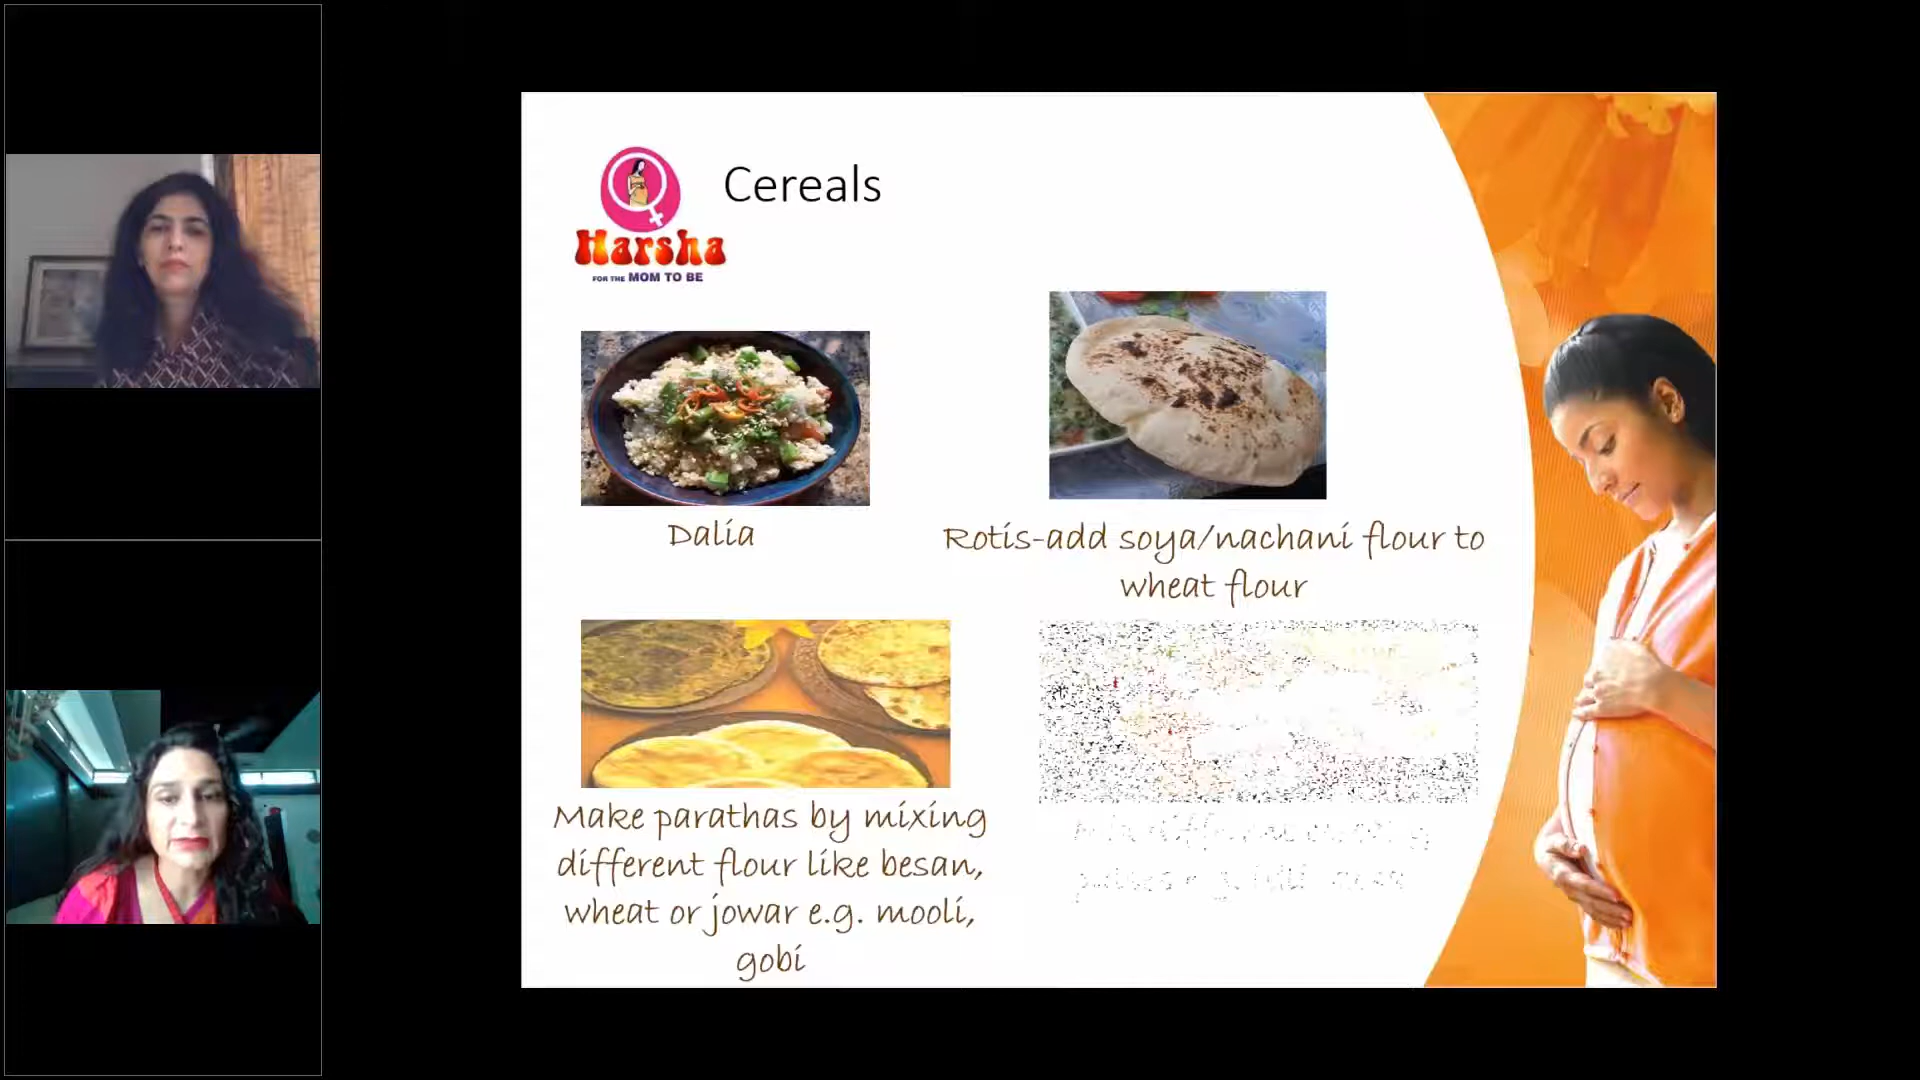 Harsha
FOR THE MOM TO BE
Cereals
Dalia
Rotis-add soya/nachani flour to
wheat flour
Make parathas by mixing
different flour like besan,
wheat or jowar e.g. mooli,
gobi